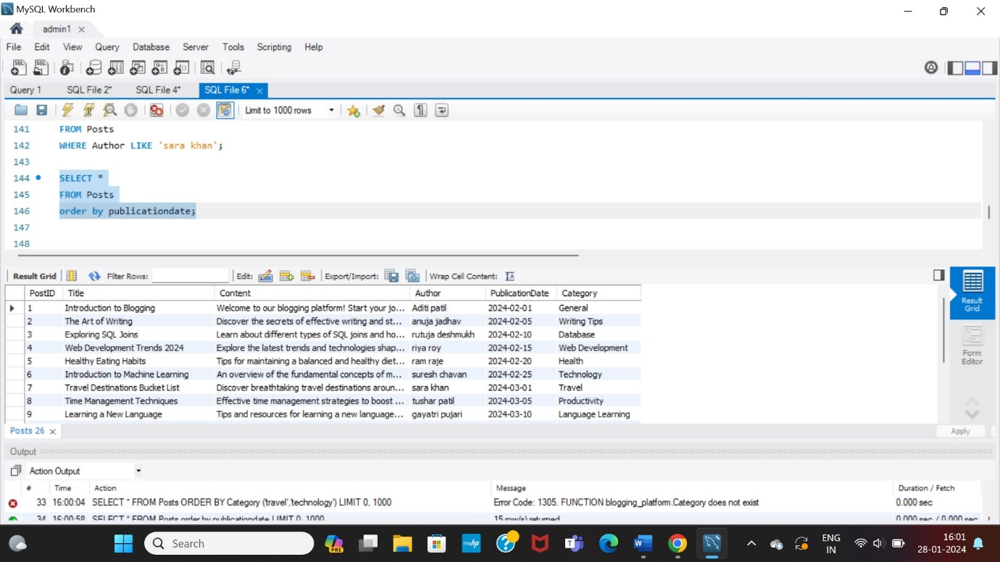 MySQL Workbench
admin1
File Edit View Query Database Server Tools Scripting Help
Query 1 SQL File 2* SQL File 4* SQL File 6*
Limit to 1000 rows
141 FROM Posts
142 WHERE Author LIKE 'sara khan';
143
144 SELECT *
145 FROM Posts
146 order by publicationdate;
147
148
Result Grid Filter Rows: Edit: Export/Import: Wrap Cell Content:
PostID Title Content Author PublicationDate Category
1 Introduction to Blogging Welcome to our blogging platform! Start your jo... Aditi patil 2024-02-01 General
2 The Art of Writing Discover the secrets of effective writing and st... anuja jadhav 2024-02-05 Writing Tips
3 Exploring SQL Joins Learn about different types of SQL joins and ho... rutuja deshmukh 2024-02-10 Database
4 Web Development Trends 2024 Explore the latest trends and technologies shap... riya roy 2024-02-15 Web Development
5 Healthy Eating Habits Tips for maintaining a balanced and healthy diet... ram raje 2024-02-20 Health
6 Introduction to Machine Learning An overview of the fundamental concepts of m... suresh chavan 2024-02-25 Technology
7 Travel Destinations Bucket List Discover breathtaking travel destinations aroun... sara khan 2024-03-01 Travel
8 Time Management Techniques Effective time management strategies to boost ... tushar patil 2024-03-05 Productivity
9 Learning a New Language Tips and resources for learning a new language... gayatri pujari 2024-03-10 Language Learning
Result
Grid
Form
Editor
Posts 26
Apply
Output
Action Output
# Time Action Message Duration / Fetch
33 16:00:04 SELECT * FROM Posts ORDER BY Category ('travel','technology') LIMIT 0, 1000 Error Code: 1305. FUNCTION blogging_platform.Category does not exist 0.000 sec
34 16:00:58 SELECT * FROM Posts order by publicationdate LIMIT 0, 1000 15 row(s) returned 0.000 sec / 0.000 sec
Search
PRE
myhp
ENG
IN
16:01
28-01-2024